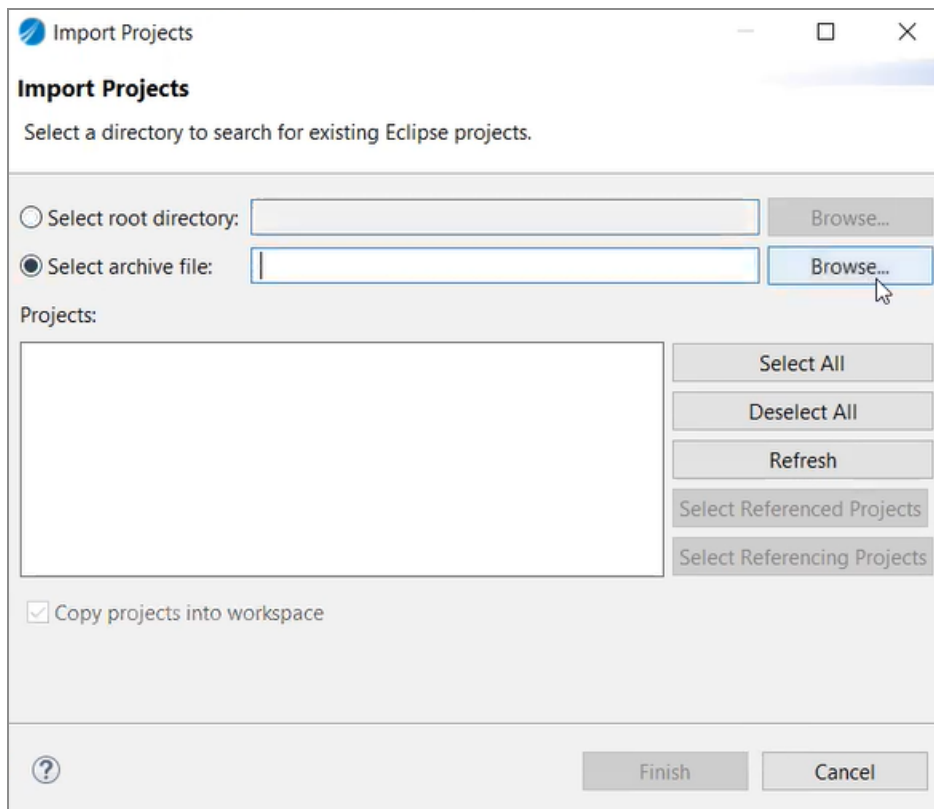 Import Projects
Import Projects
Select a directory to search for existing Eclipse projects.
Select root directory: Browse...
Select archive file: Browse...
Projects:
Select All
Deselect All
Refresh
Select Referenced Projects
Select Referencing Projects
Copy projects into workspace
? Finish Cancel